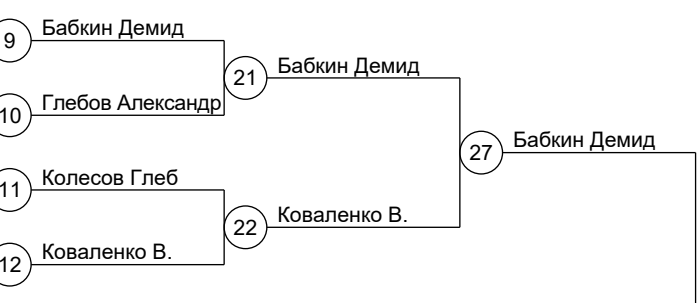 9 Бабкин Демид
21 Бабкин Демид
10 Глебов Александр
27 Бабкин Демид
11 Колесов Глеб
22 Коваленко В.
12 Коваленко В.